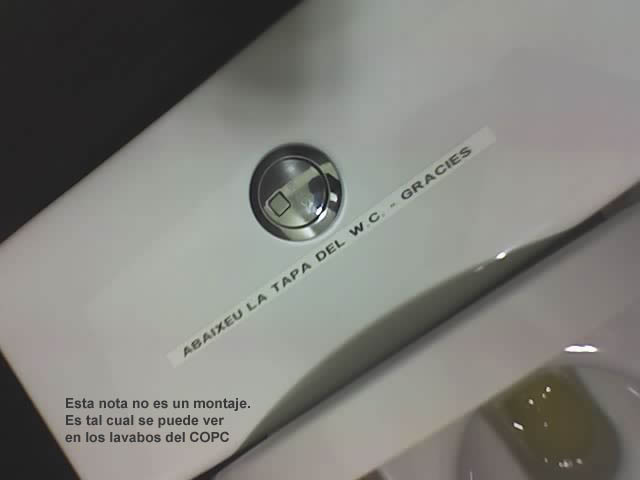 ABAIXEU LA TAPA DEL W.C. - GRACIES
Esta nota no es un montaje.
Es tal cual se puede ver
en los lavabos del COPC